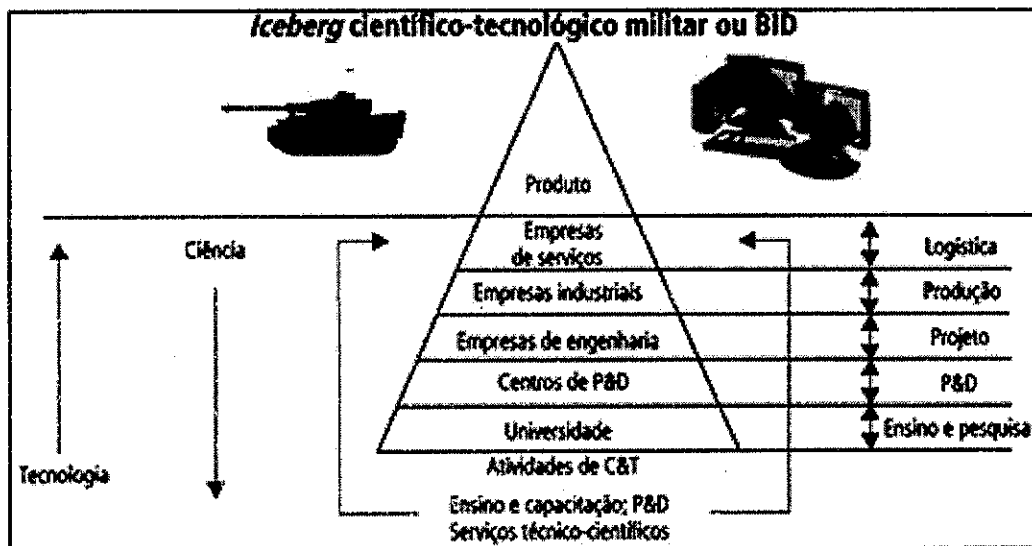 Iceberg científico-tecnológico militar ou BID
Produto
Ciência
Empresas
de serviços
Logística
Empresas industriais
Produção
Empresas de engenharia
Projeto
Centros de P&D
P&D
Universidade
Ensino e pesquisa
Tecnologia
Atividades de C&T
Ensino e capacitação; P&D
Serviços técnico-científicos